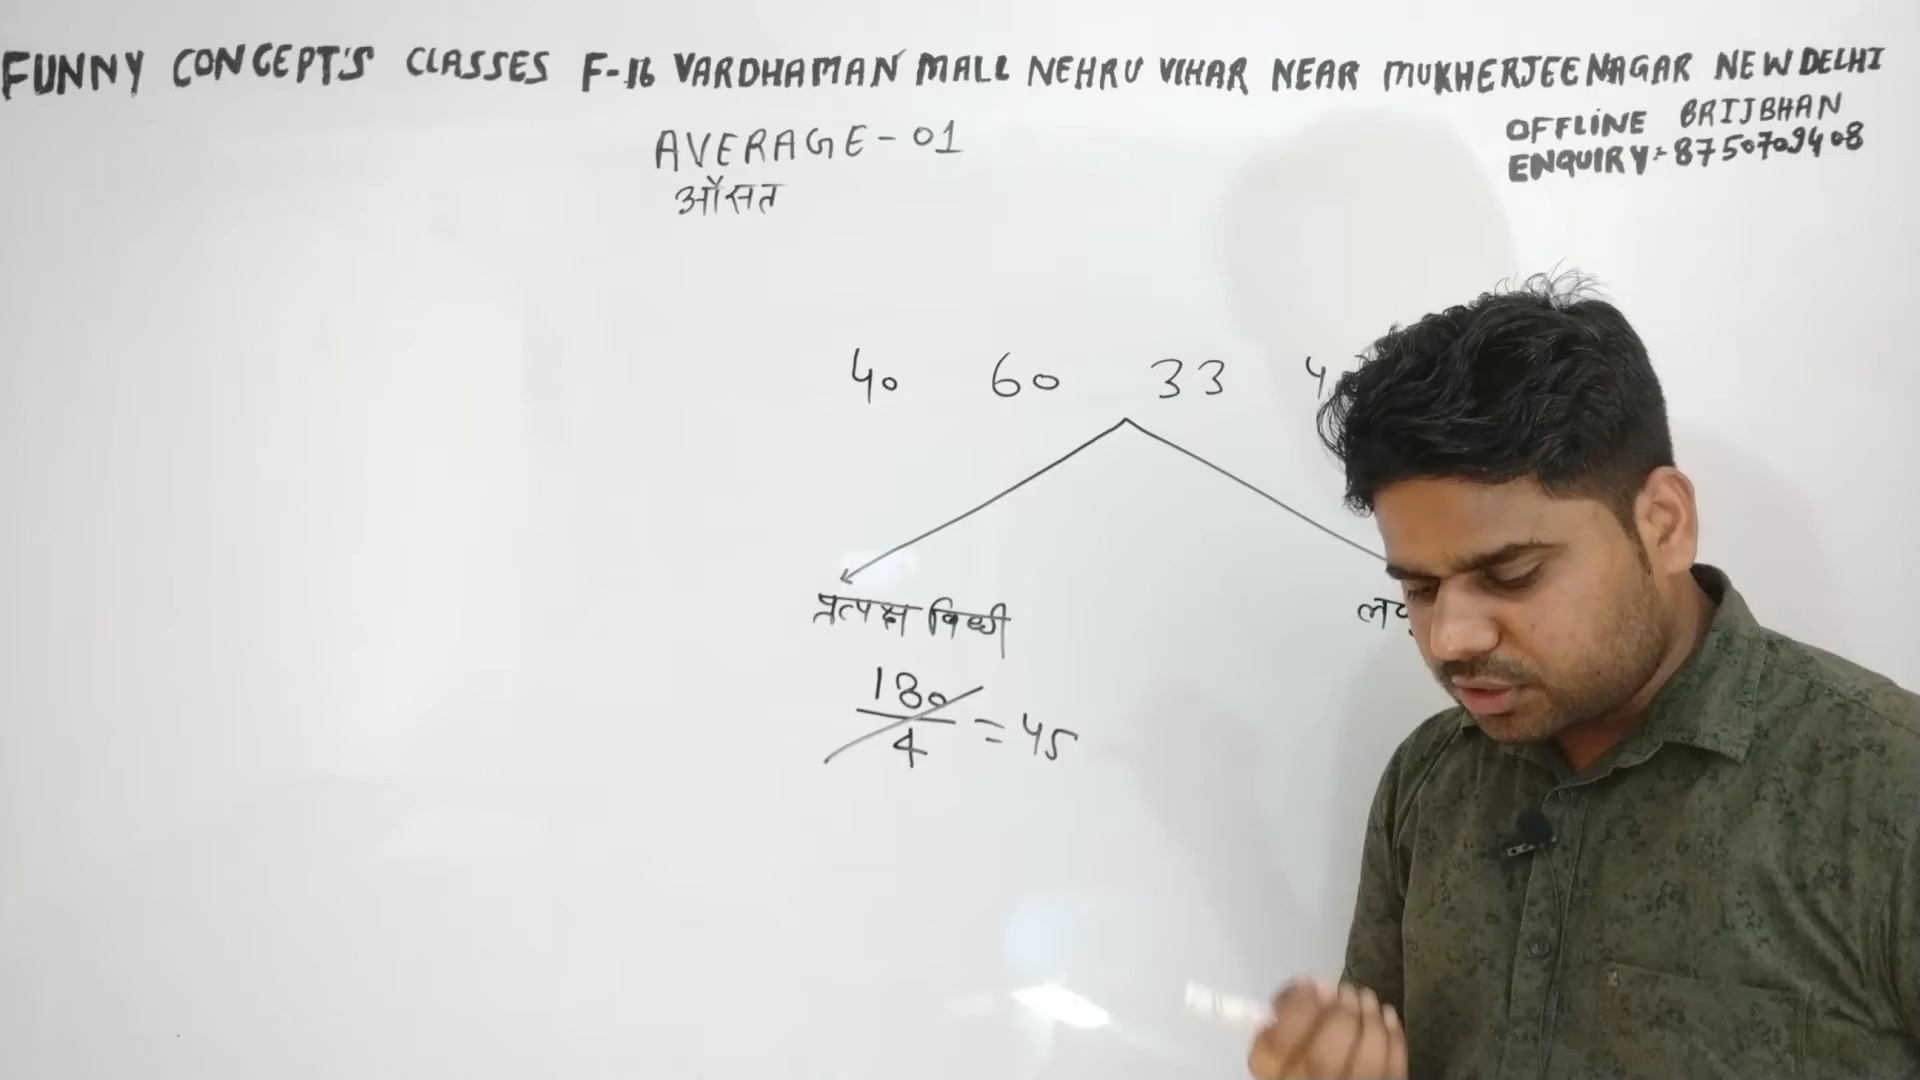 FUNNY CONCEPT'S CLASSES F-16 VARDHAMAN MALL NEHRU VIHAR NEAR MUKHERJEE NAGAR NEW DELHI
OFFLINE BRIJBHAN
ENQUIRY:- 8750709408
AVERAGE-01
औसत
40 60 33
प्रत्यक्ष विधी
180
4
= 45